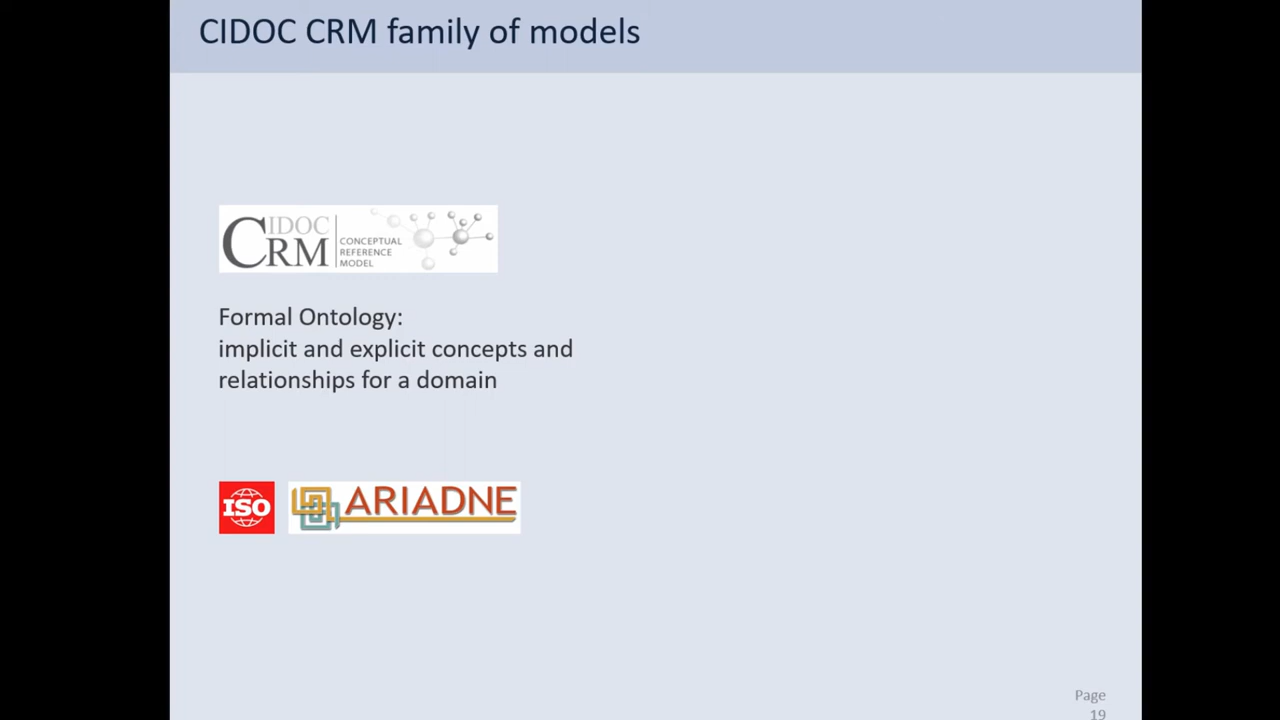 CIDOC CRM family of models
CIDOC
CRM
CONCEPTUAL
REFERENCE
MODEL
Formal Ontology:
implicit and explicit concepts and
relationships for a domain
ISO
ARIADNE
Page
19